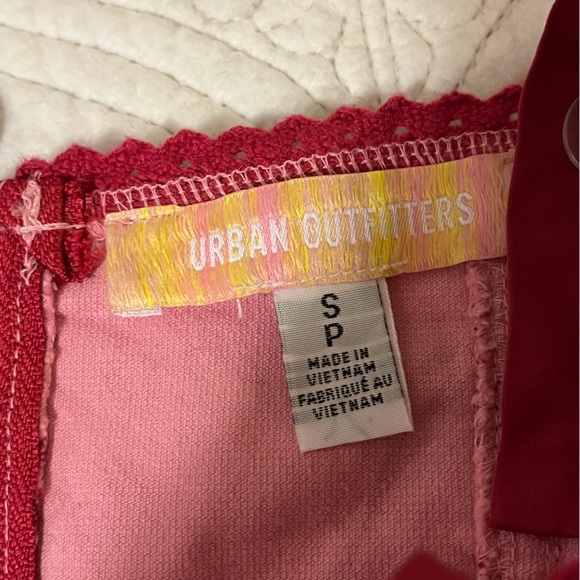 URBAN OUTFITTERS
S
P
MADE IN
VIETNAM
FABRIQUÉ AU
VIETNAM